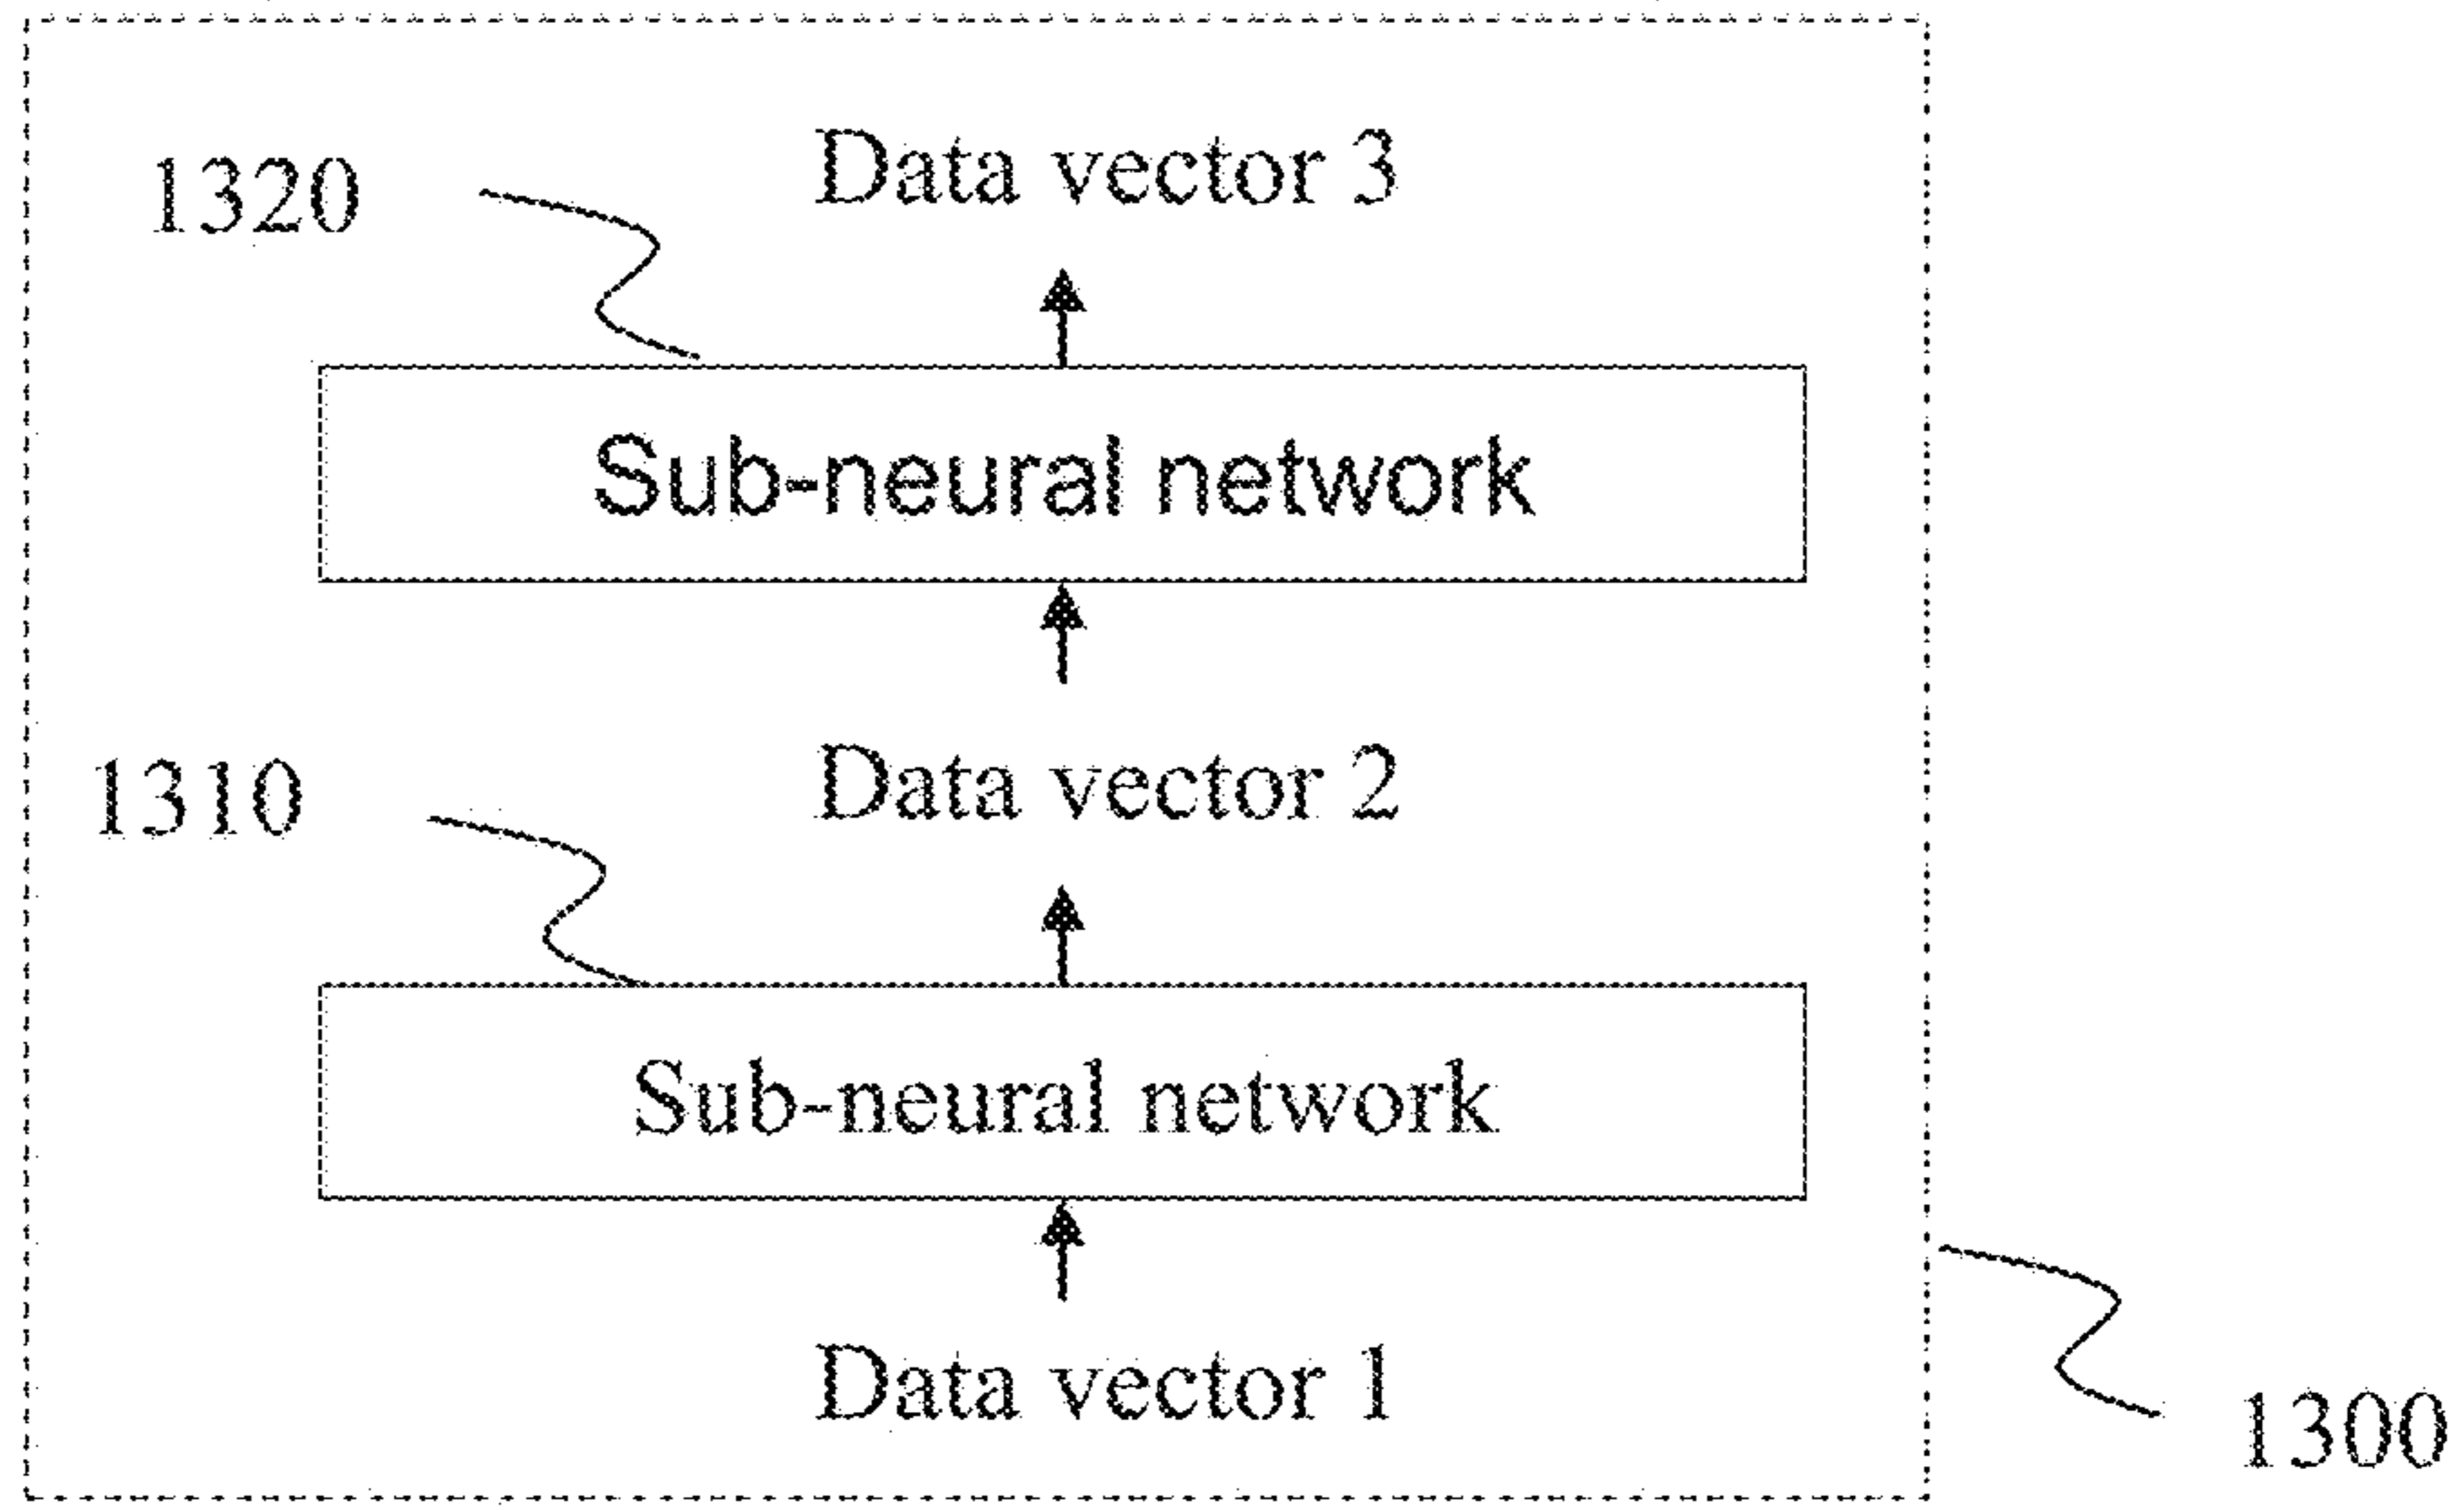 Data vector 3
1320
Sub-neural network
Data vector 2
1310
Sub-neural network
Data vector 1
1300